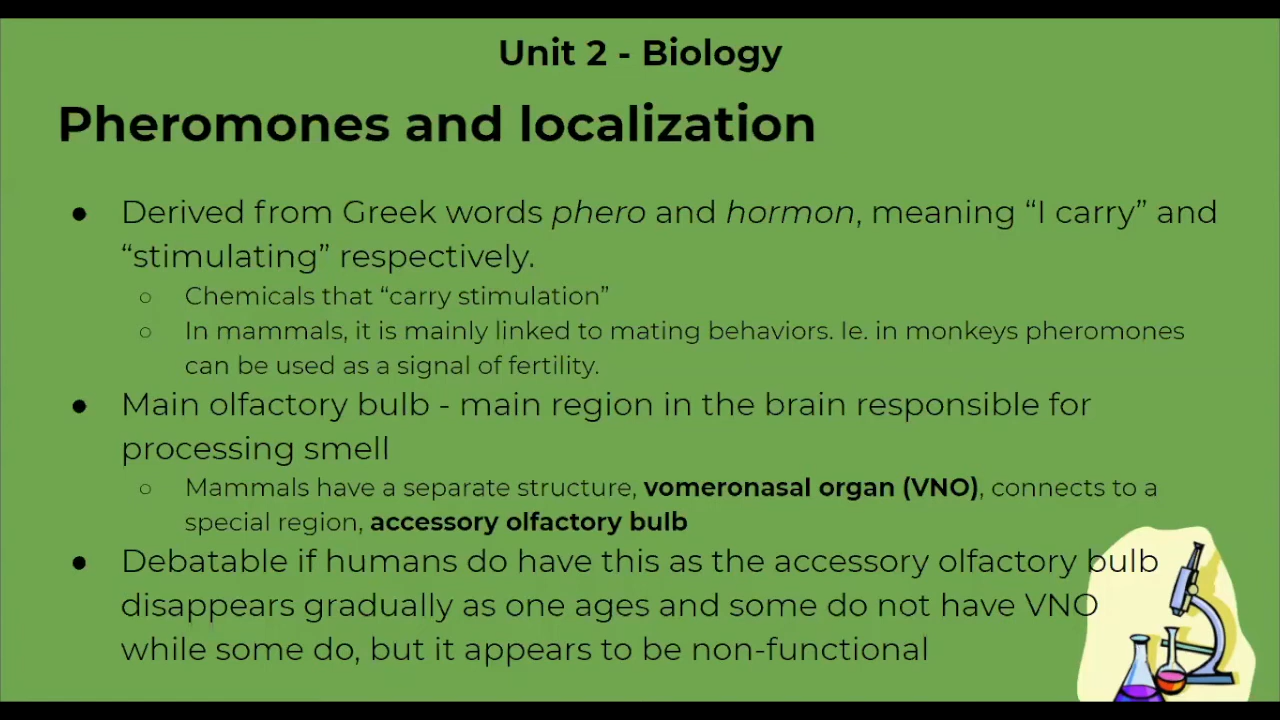 Unit 2 - Biology
Pheromones and localization
● Derived from Greek words phero and hormon, meaning “I carry” and
“stimulating” respectively.
○ Chemicals that “carry stimulation”
○ In mammals, it is mainly linked to mating behaviors. Ie. in monkeys pheromones
can be used as a signal of fertility.
● Main olfactory bulb - main region in the brain responsible for
processing smell
○ Mammals have a separate structure, vomeronasal organ (VNO), connects to a
special region, accessory olfactory bulb
● Debatable if humans do have this as the accessory olfactory bulb
disappears gradually as one ages and some do not have VNO
while some do, but it appears to be non-functional